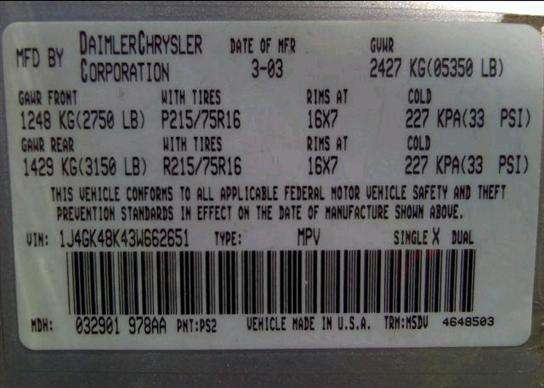 MFD BY DAIMLERCHRYSLER CORPORATION DATE OF MFR 3-03 GVWR 2427 KG(05350 LB)
GAWR FRONT WITH TIRES RIMS AT COLD
1248 KG(2750 LB) P215/75R16 16X7 227 KPA(33 PSI)
GAWR REAR WITH TIRES RIMS AT COLD
1429 KG(3150 LB) R215/75R16 16X7 227 KPA(33 PSI)
THIS VEHICLE CONFORMS TO ALL APPLICABLE FEDERAL MOTOR VEHICLE SAFETY AND THEFT
PREVENTION STANDARDS IN EFFECT ON THE DATE OF MANUFACTURE SHOWN ABOVE.
VIN: 1J4GK48K43W662651 TYPE: MPV SINGLE X DUAL
MDH: 032901 978AA PNT:PS2 VEHICLE MADE IN U.S.A. TRM:MSDV 4648503